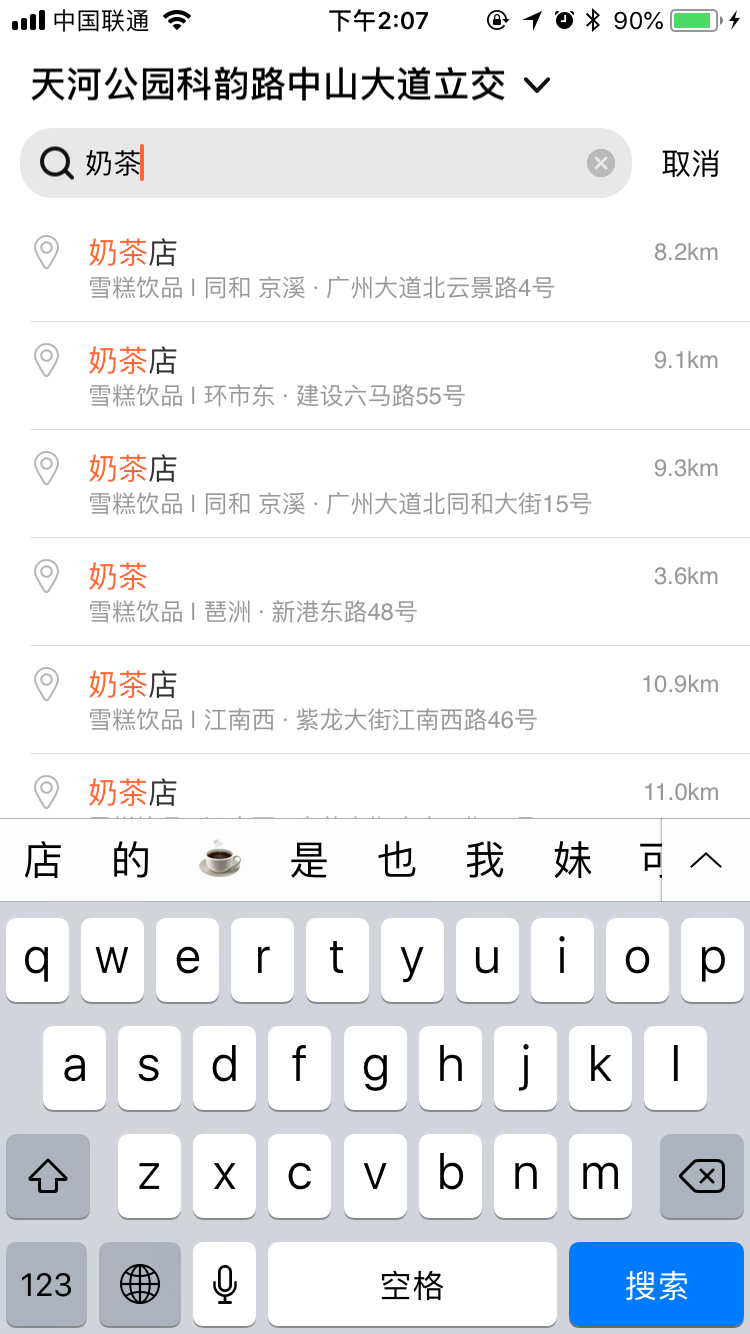 中国联通 下午2:07 90%
天河公园科韵路中山大道立交
奶茶 取消
奶茶店 8.2km
雪糕饮品 | 同和 京溪 · 广州大道北云景路4号
奶茶店 9.1km
雪糕饮品 | 环市东 · 建设六马路55号
奶茶店 9.3km
雪糕饮品 | 同和 京溪 · 广州大道北同和大街15号
奶茶 3.6km
雪糕饮品 | 琶洲 · 新港东路48号
奶茶店 10.9km
雪糕饮品 | 江南西 · 紫龙大街江南西路46号
奶茶店 11.0km
店 的 是 也 我 妹 可
q w e r t y u i o p
a s d f g h j k l
z x c v b n m
123 空格 搜索